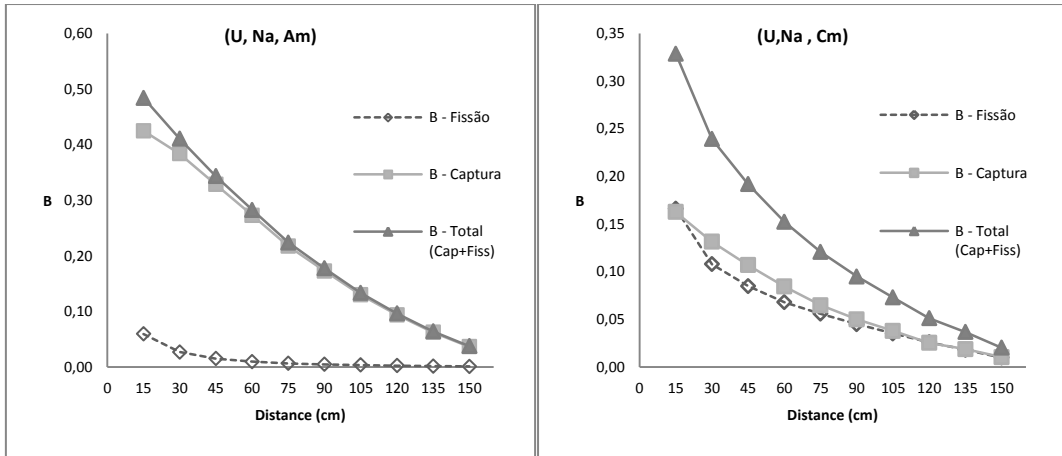 (U, Na, Am)
0,60
0,50
0,40
0,30
0,20
0,10
0,00
B
0 15 30 45 60 75 90 105 120 135 150
Distance (cm)
B - Fissão
B - Captura
B - Total
(Cap+Fiss)
(U,Na , Cm)
0,35
0,30
0,25
0,20
0,15
0,10
0,05
0,00
B
0 15 30 45 60 75 90 105 120 135 150
Distance (cm)
B - Fissão
B - Captura
B - Total
(Cap+Fiss)